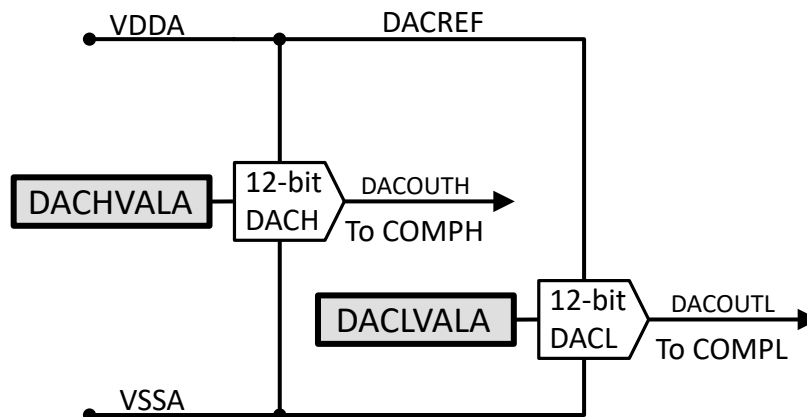 VDDA
DACREF
DACHVALA
12-bit
DACH
DACOUTH
To COMPH
DACLVALA
12-bit
DACL
DACOUTL
To COMPL
VSSA